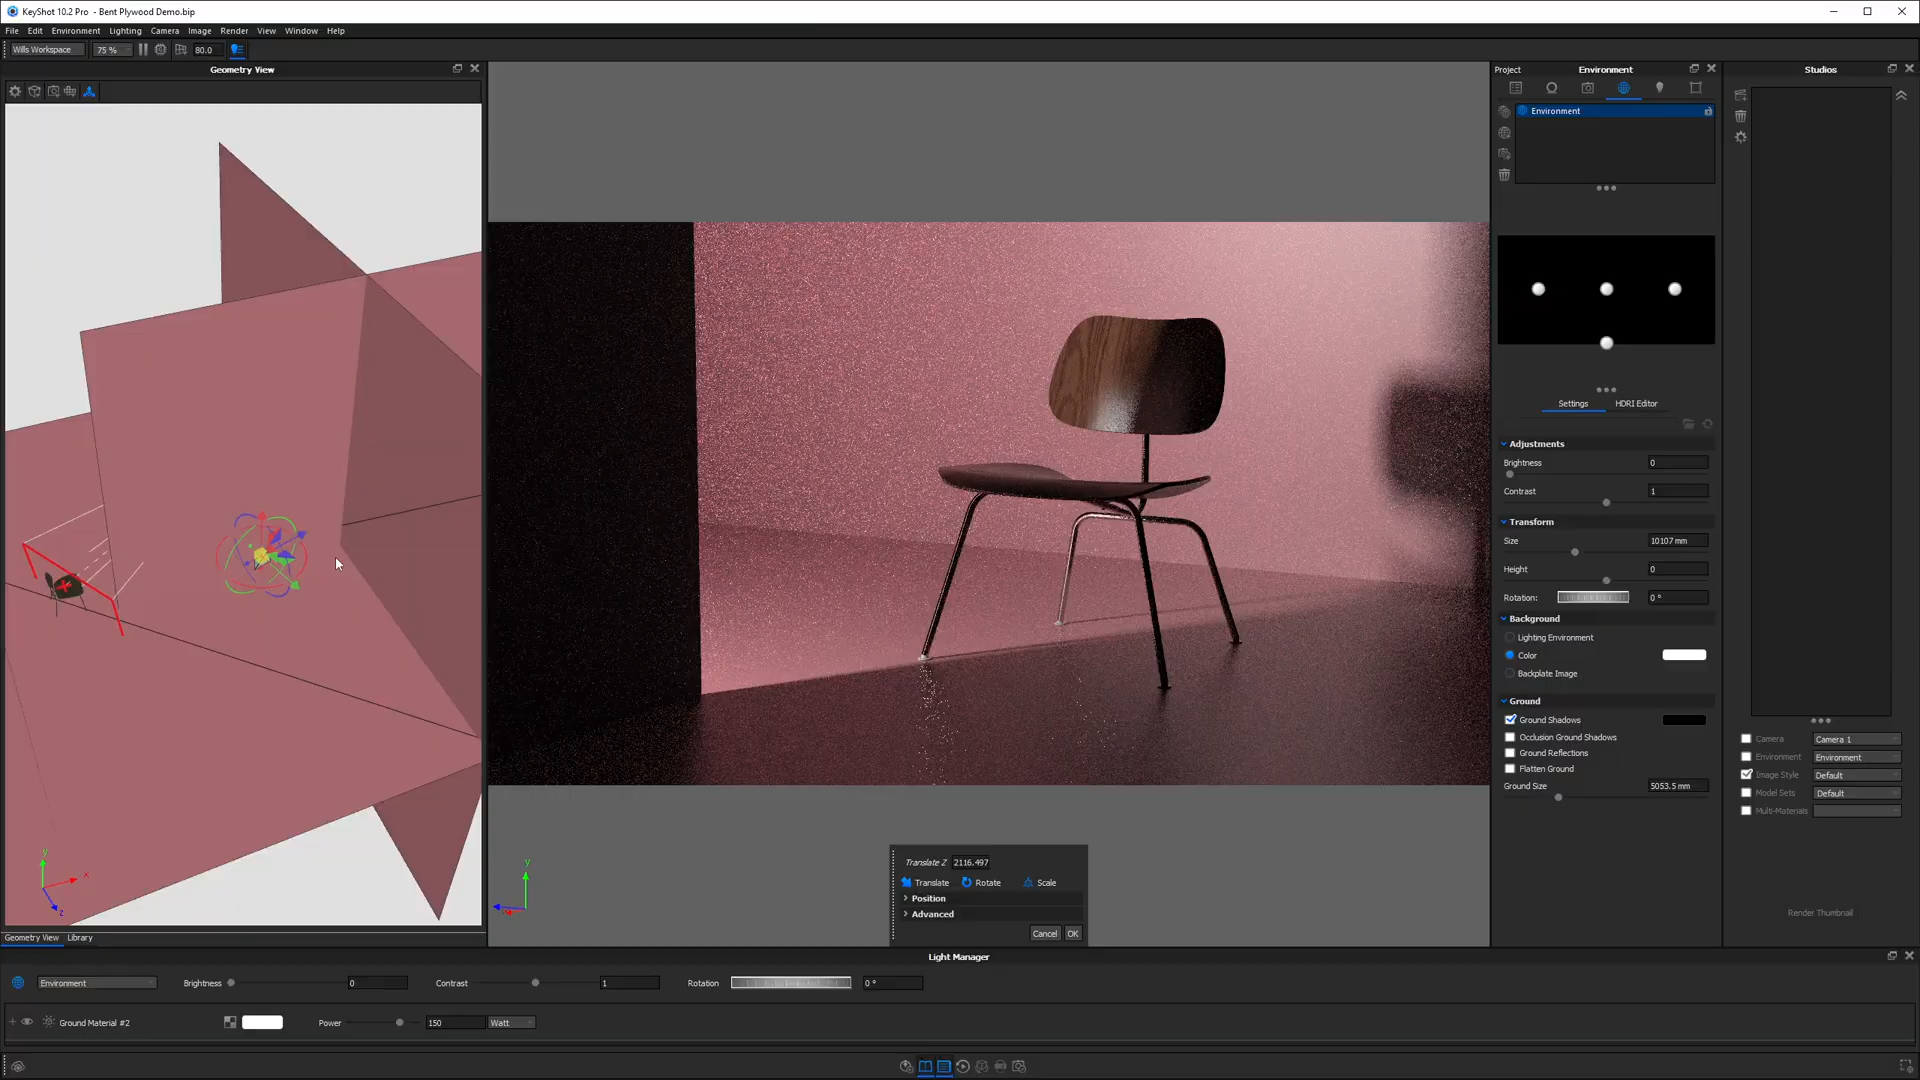 KeyShot 10.2 Pro - Bent Plywood Demo.bip
File Edit Environment Lighting Camera Image Render View Window Help
Wills Workspace 75 % 80.0
Geometry View
Project Environment
Studios
Environment
Settings HDRI Editor
Adjustments
Brightness 0
Contrast 1
Transform
Size 10107 mm
Height 0
Rotation: 0 °
Background
Lighting Environment
Color
Backplate Image
Ground
Ground Shadows
Occlusion Ground Shadows
Ground Reflections
Flatten Ground
Ground Size 5053.5 mm
Camera Camera 1
Environment Environment
Image Style Default
Model Sets Default
Multi-Materials
Render Thumbnail
y
x
z
y
Translate Z 2116.497
Translate Rotate Scale
Position
Advanced
Cancel OK
Geometry View Library
Light Manager
Environment Brightness 0 Contrast 1 Rotation 0 °
Ground Material #2 Power 150 Watt